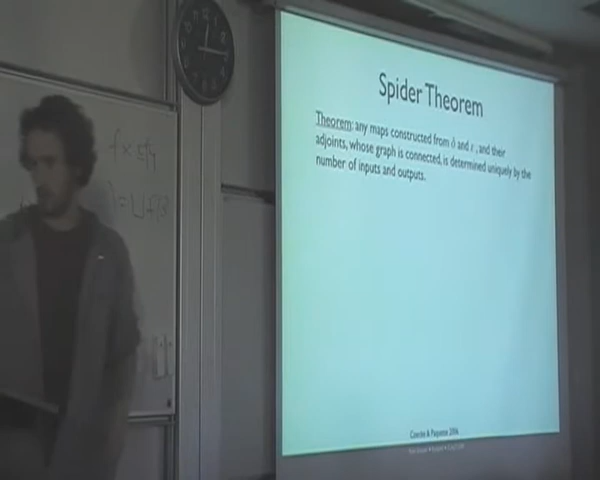 Spider Theorem
Theorem: any maps constructed from δ and ε , and their
adjoints, whose graph is connected, is determined uniquely by the
number of inputs and outputs.
Coecke & Paquette 2006